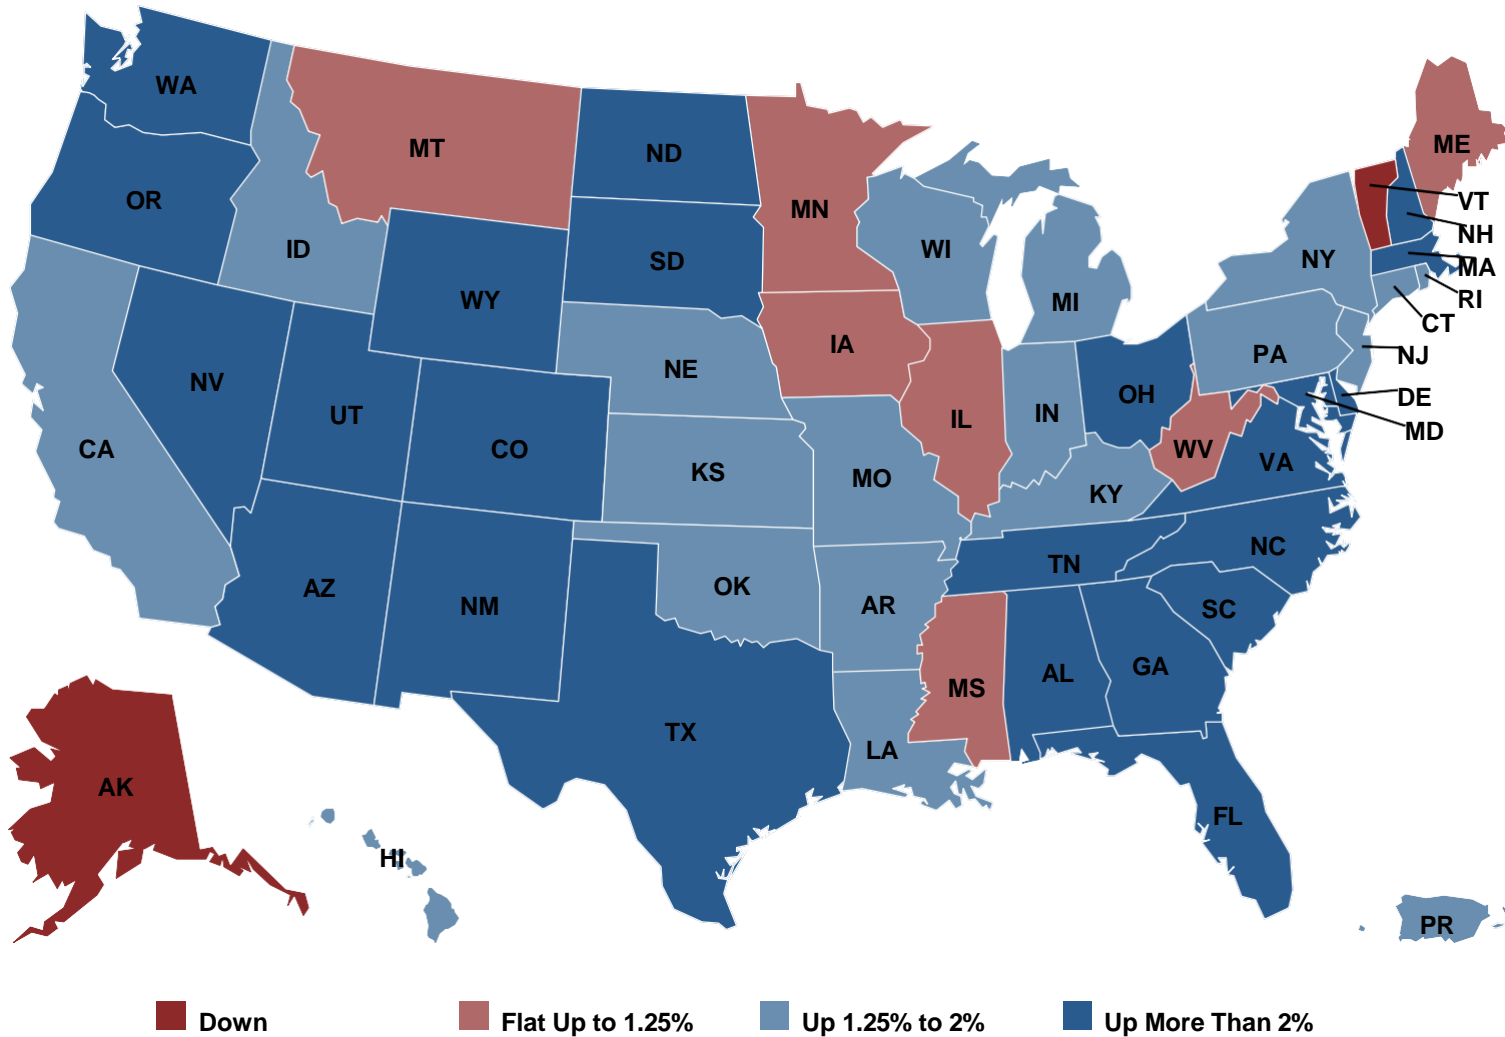 WA
MT
ND
ME
OR
MN
VT
ID
SD
WI
NH
NY
MA
WY
MI
RI
CT
IA
PA
NJ
NV
NE
UT
OH
DE
IL
IN
MD
CA
CO
WV
VA
KS
MO
KY
NC
TN
AZ
OK
NM
AR
SC
GA
AL
MS
TX
LA
AK
FL
HI
PR
Down
Flat Up to 1.25%
Up 1.25% to 2%
Up More Than 2%